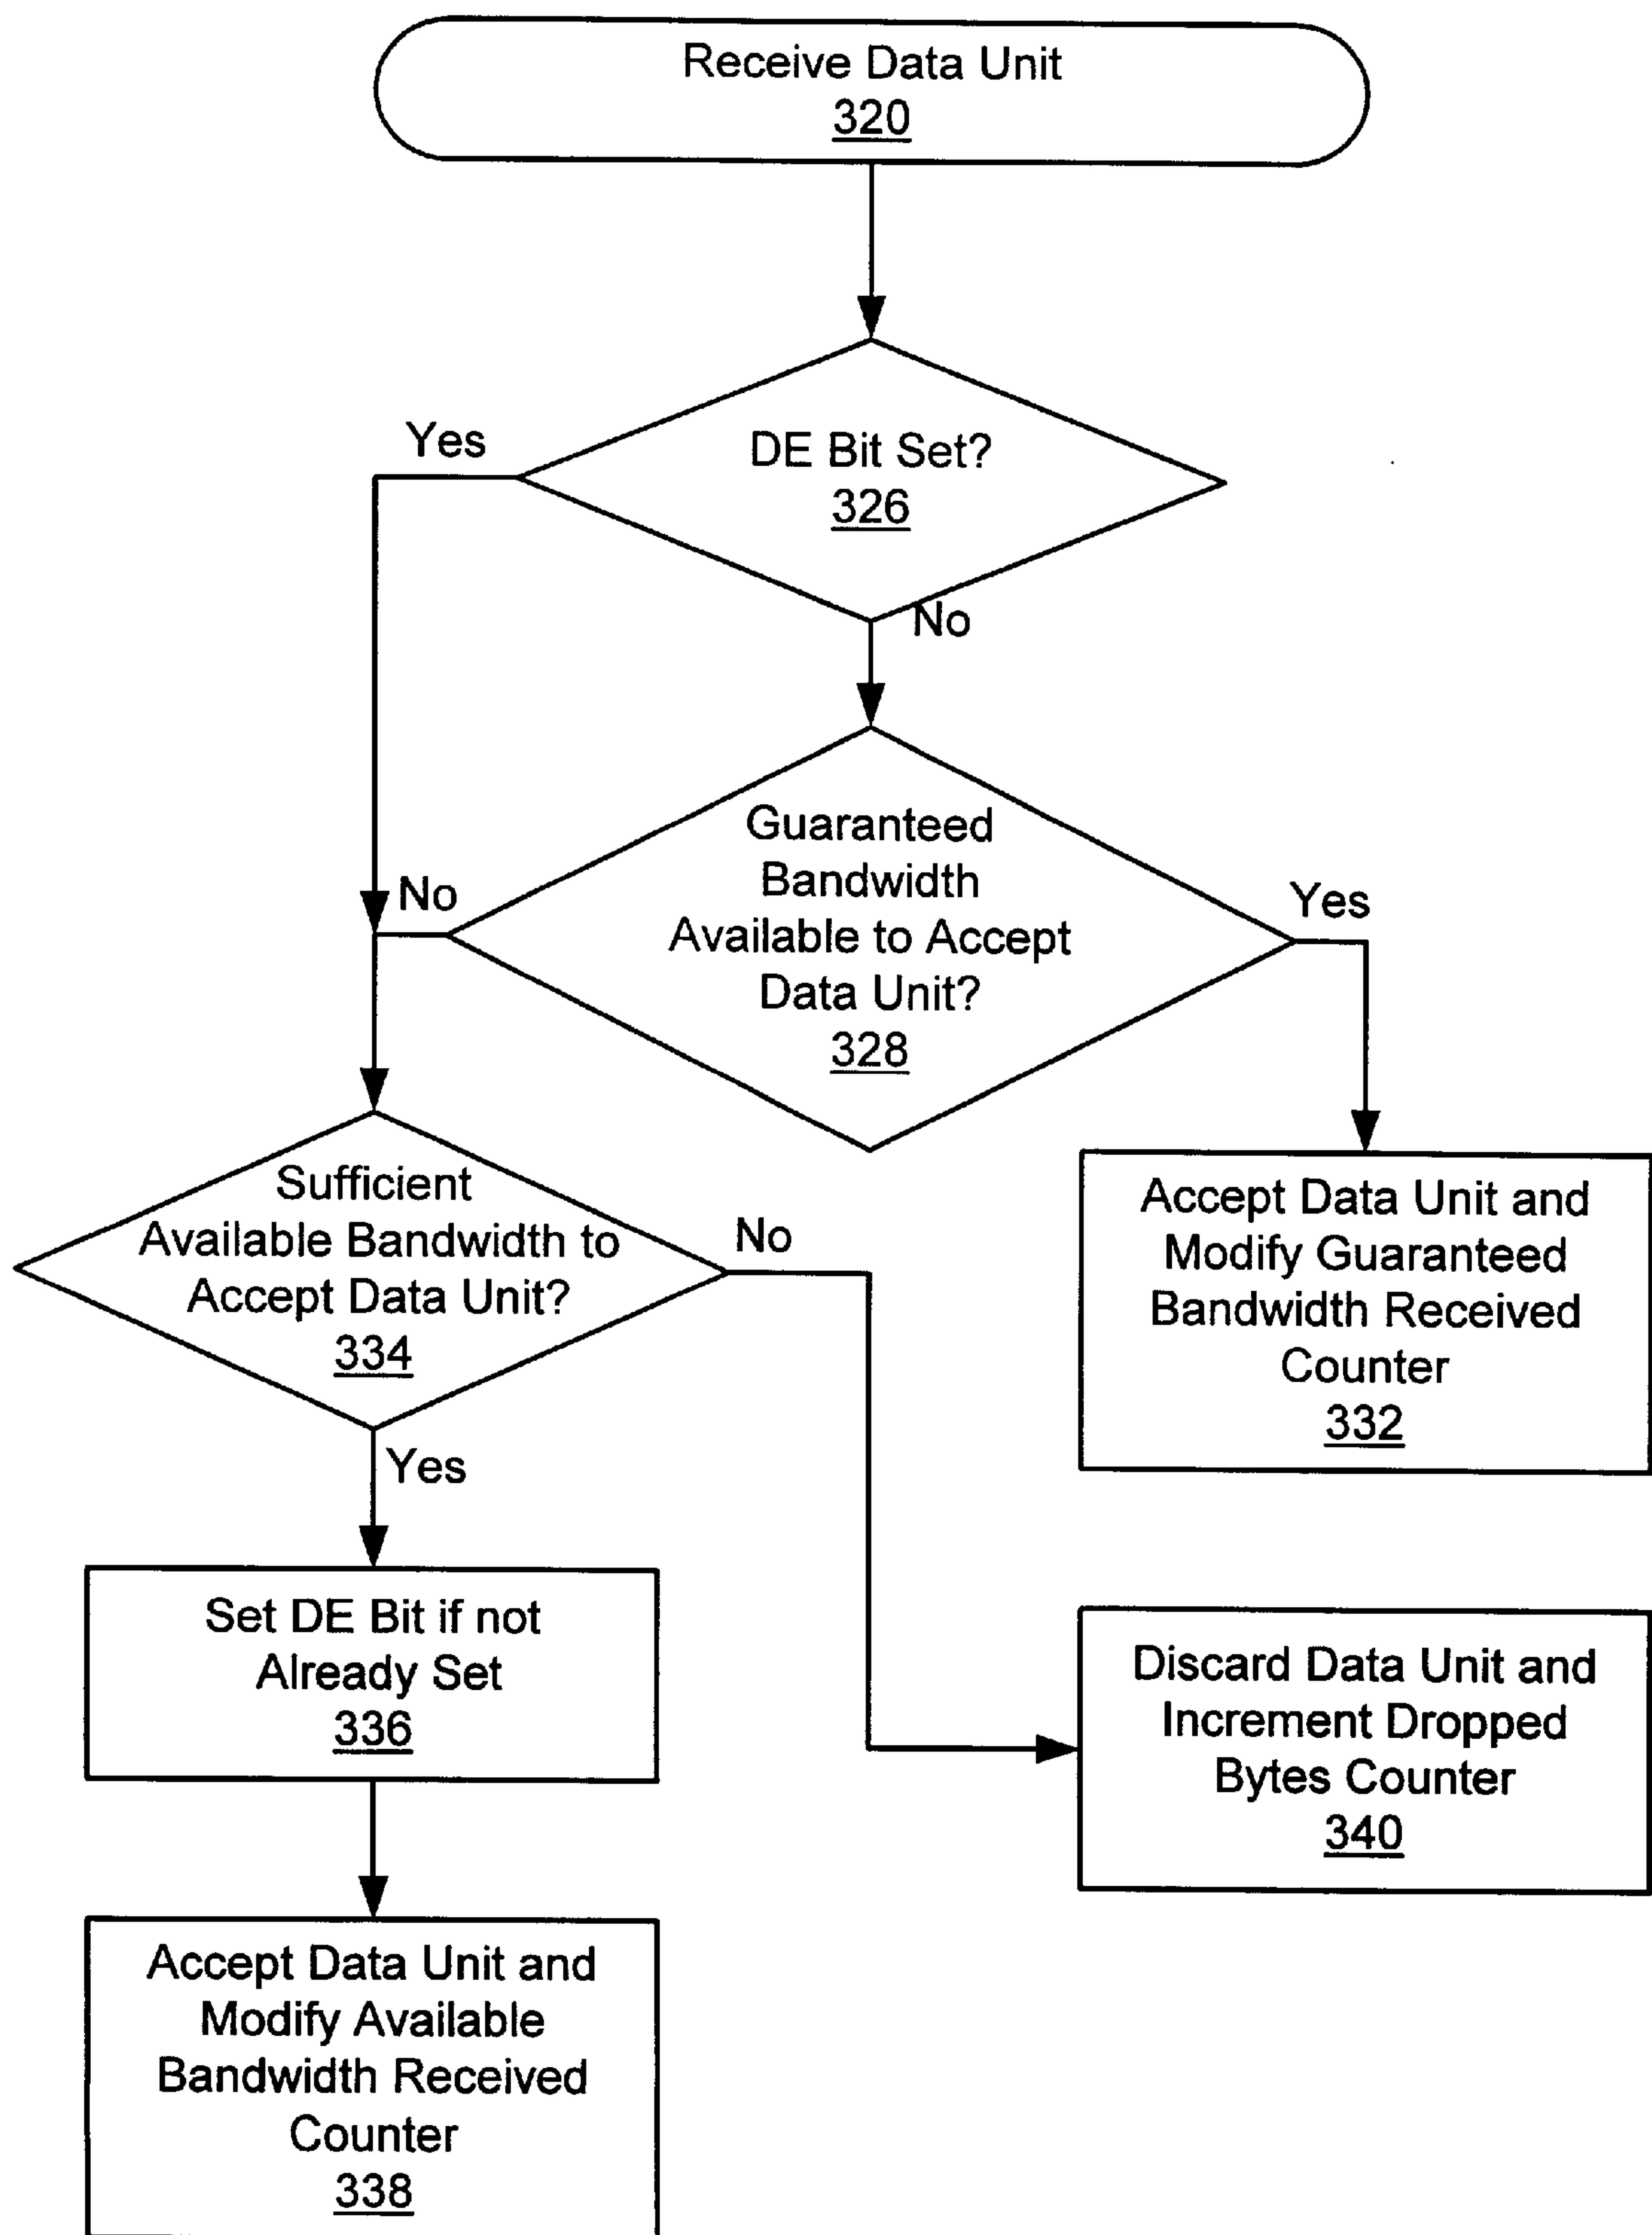 Receive Data Unit
320
Yes
DE Bit Set?
326
No
Guaranteed
Bandwidth
Available to Accept
Data Unit?
328
No
Yes
Sufficient
Available Bandwidth to
Accept Data Unit?
334
No
Yes
Accept Data Unit and
Modify Guaranteed
Bandwidth Received
Counter
332
Set DE Bit if not
Already Set
336
Discard Data Unit and
Increment Dropped
Bytes Counter
340
Accept Data Unit and
Modify Available
Bandwidth Received
Counter
338